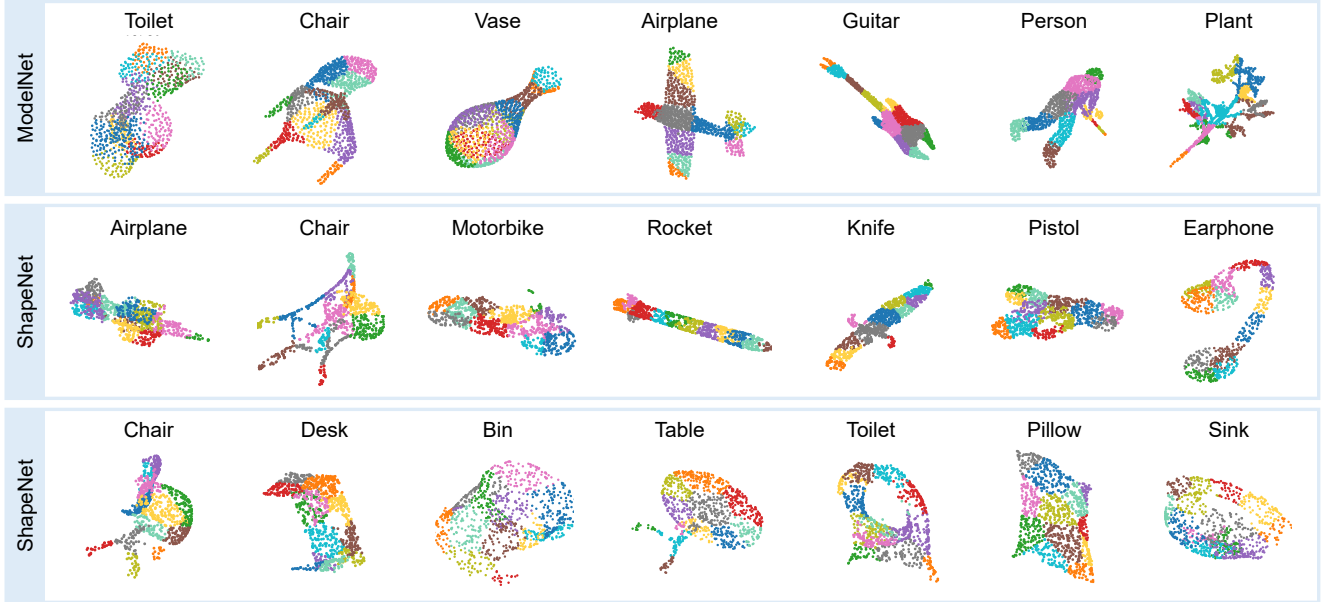 ModelNet
Toilet Chair Vase Airplane Guitar Person Plant
ShapeNet
Airplane Chair Motorbike Rocket Knife Pistol Earphone
ShapeNet
Chair Desk Bin Table Toilet Pillow Sink